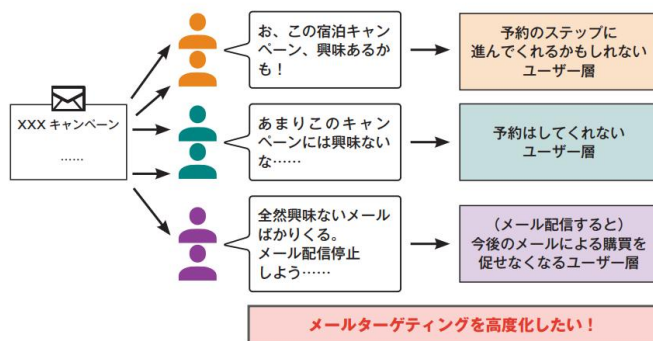 XXX キャンペーン
……
お、この宿泊キャン
ペーン、興味あるか
も！
予約のステップに
進んでくれるかもしれない
ユーザー層
あまりこのキャン
ペーンには興味ない
な……
予約はしてくれない
ユーザー層
全然興味ないメール
ばかりくる。
メール配信停止
しよう……
（メール配信すると）
今後のメールによる購買を
促せなくなるユーザー層
メールターゲティングを高度化したい！